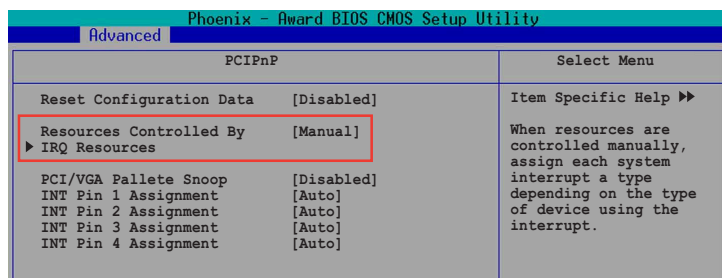 Phoenix - Award BIOS CMOS Setup Utility
Advanced
PCIPnP
Select Menu
Reset Configuration Data [Disabled]
Resources Controlled By [Manual]
▶ IRQ Resources
PCI/VGA Pallete Snoop [Disabled]
INT Pin 1 Assignment [Auto]
INT Pin 2 Assignment [Auto]
INT Pin 3 Assignment [Auto]
INT Pin 4 Assignment [Auto]
Item Specific Help ▶▶
When resources are
controlled manually,
assign each system
interrupt a type
depending on the type
of device using the
interrupt.